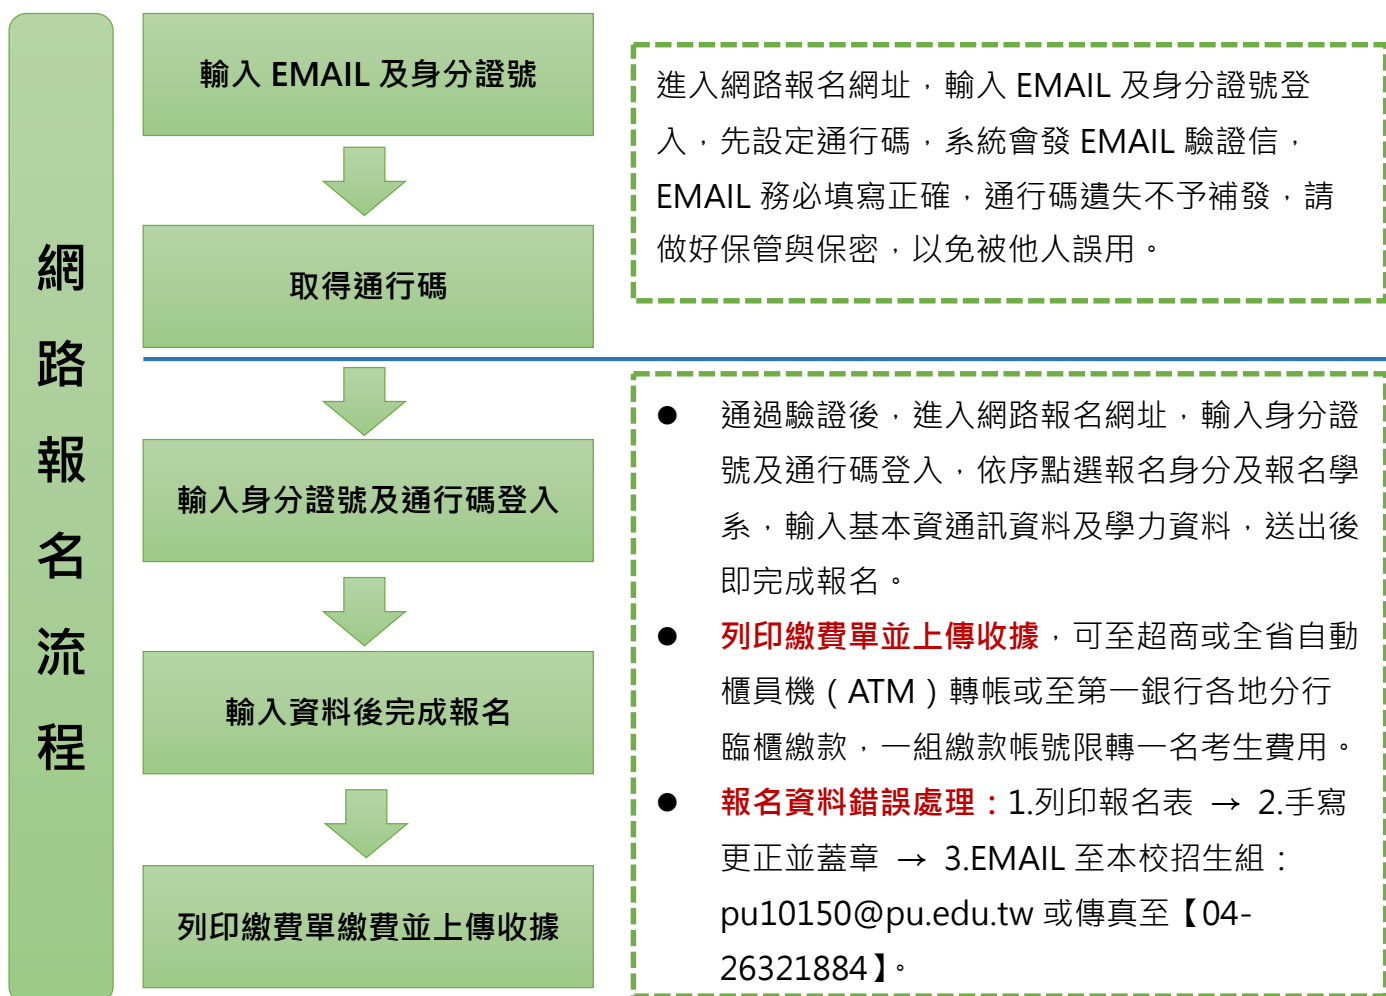 網
路
報
名
流
程
輸入 EMAIL 及身分證號
取得通行碼
輸入身分證號及通行碼登入
輸入資料後完成報名
列印繳費單繳費並上傳收據
進入網路報名網址，輸入 EMAIL 及身分證號登
入，先設定通行碼，系統會發 EMAIL 驗證信，
EMAIL 務必填寫正確，通行碼遺失不予補發，請
做好保管與保密，以免被他人誤用。
● 通過驗證後，進入網路報名網址，輸入身分證
號及通行碼登入，依序點選報名身分及報名學
系，輸入基本資通訊資料及學力資料，送出後
即完成報名。
● 列印繳費單並上傳收據，可至超商或全省自動
櫃員機（ATM）轉帳或至第一銀行各地分行
臨櫃繳款，一組繳款帳號限轉一名考生費用。
● 報名資料錯誤處理：1.列印報名表 → 2.手寫
更正並蓋章 → 3.EMAIL 至本校招生組：
pu10150@pu.edu.tw 或傳真至【04-
26321884】。